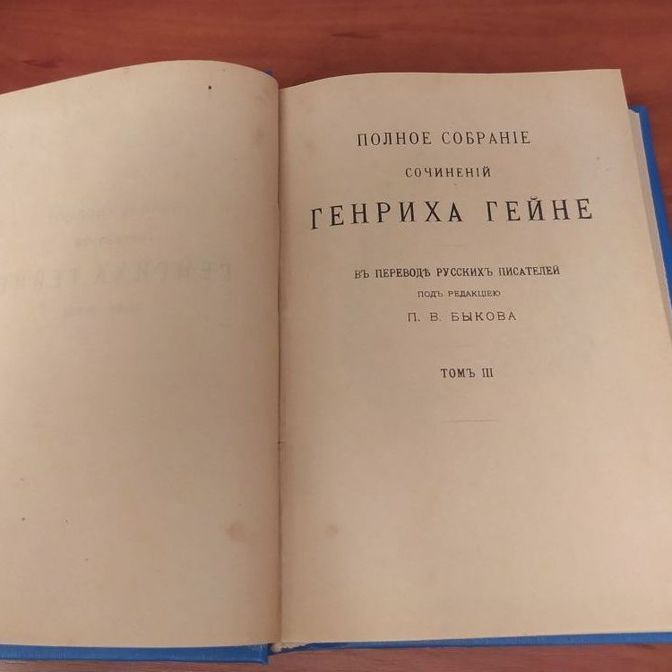 ПОЛНОЕ СОБРАНІЕ
СОЧИНЕНІЙ
ГЕНРИХА ГЕЙНЕ
ВЪ ПЕРЕВОДѢ РУССКИХЪ ПИСАТЕЛЕЙ
ПОДЪ РЕДАКЦІЕЮ
П. В. БЫКОВА
ТОМЪ III